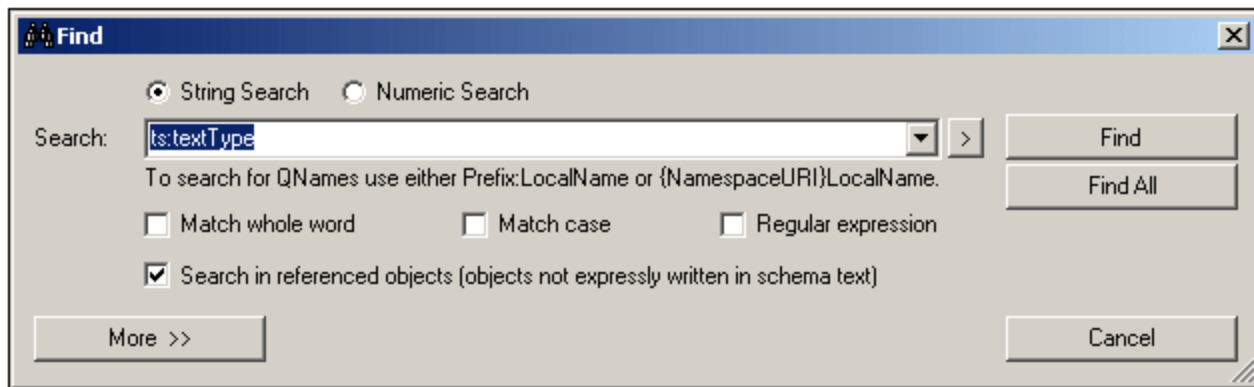 Find
String Search Numeric Search
Search: ts:textType > Find
To search for QNames use either Prefix:LocalName or {NamespaceURI}LocalName.
Find All
Match whole word Match case Regular expression
Search in referenced objects (objects not expressly written in schema text)
More >> Cancel